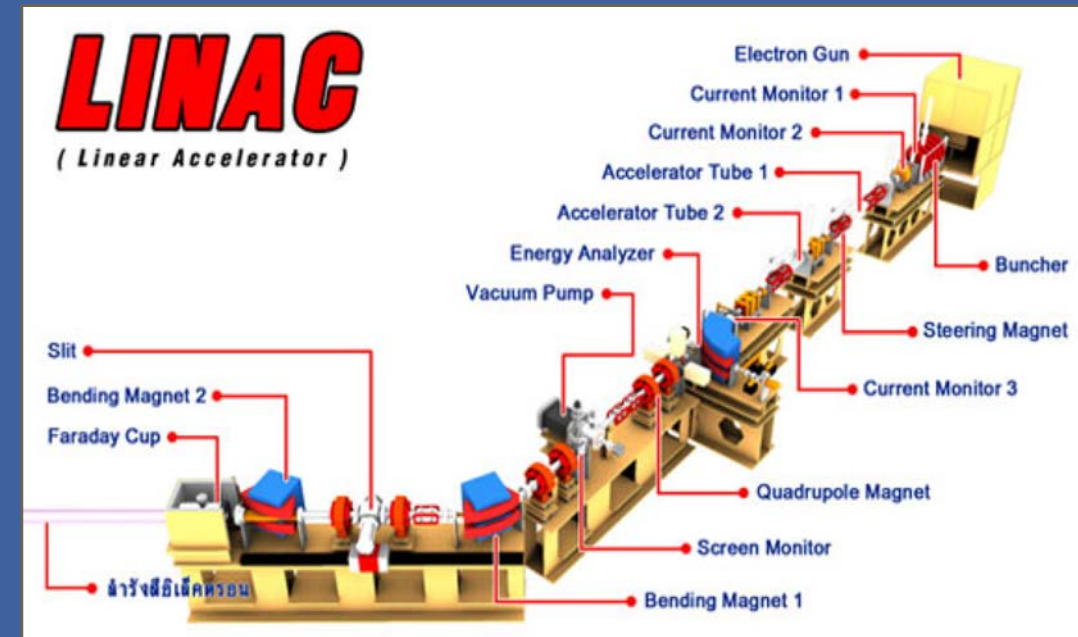 LINAC
( Linear Accelerator )
Electron Gun
Current Monitor 1
Current Monitor 2
Accelerator Tube 1
Accelerator Tube 2
Energy Analyzer
Vacuum Pump
Buncher
Steering Magnet
Current Monitor 3
Quadrupole Magnet
Screen Monitor
Bending Magnet 1
Slit
Bending Magnet 2
Faraday Cup
ลำรังสีอิเล็คตรอน